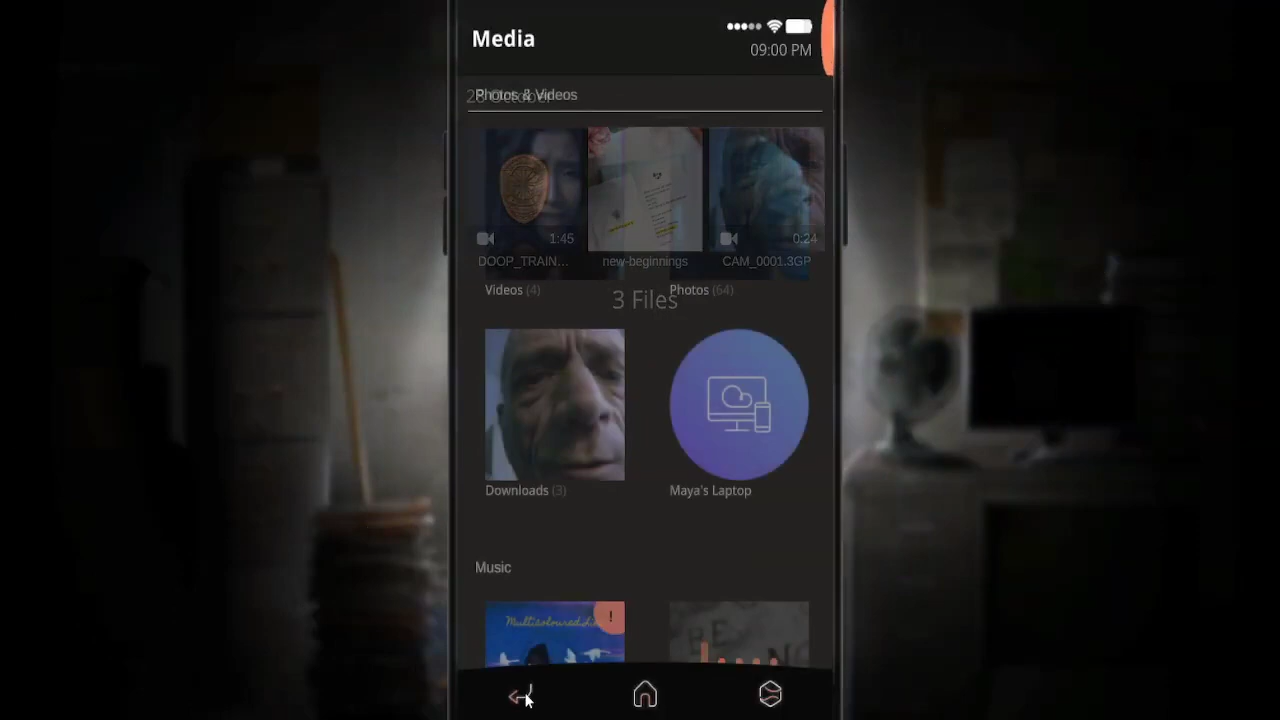 Media
09:00 PM
Photos & Videos
1:45
0:24
DOOP_TRAIN...
new-beginnings
CAM_0001.3GP
Videos (4)
Photos (64)
3 Files
Downloads (3)
Maya's Laptop
Music
!
BE